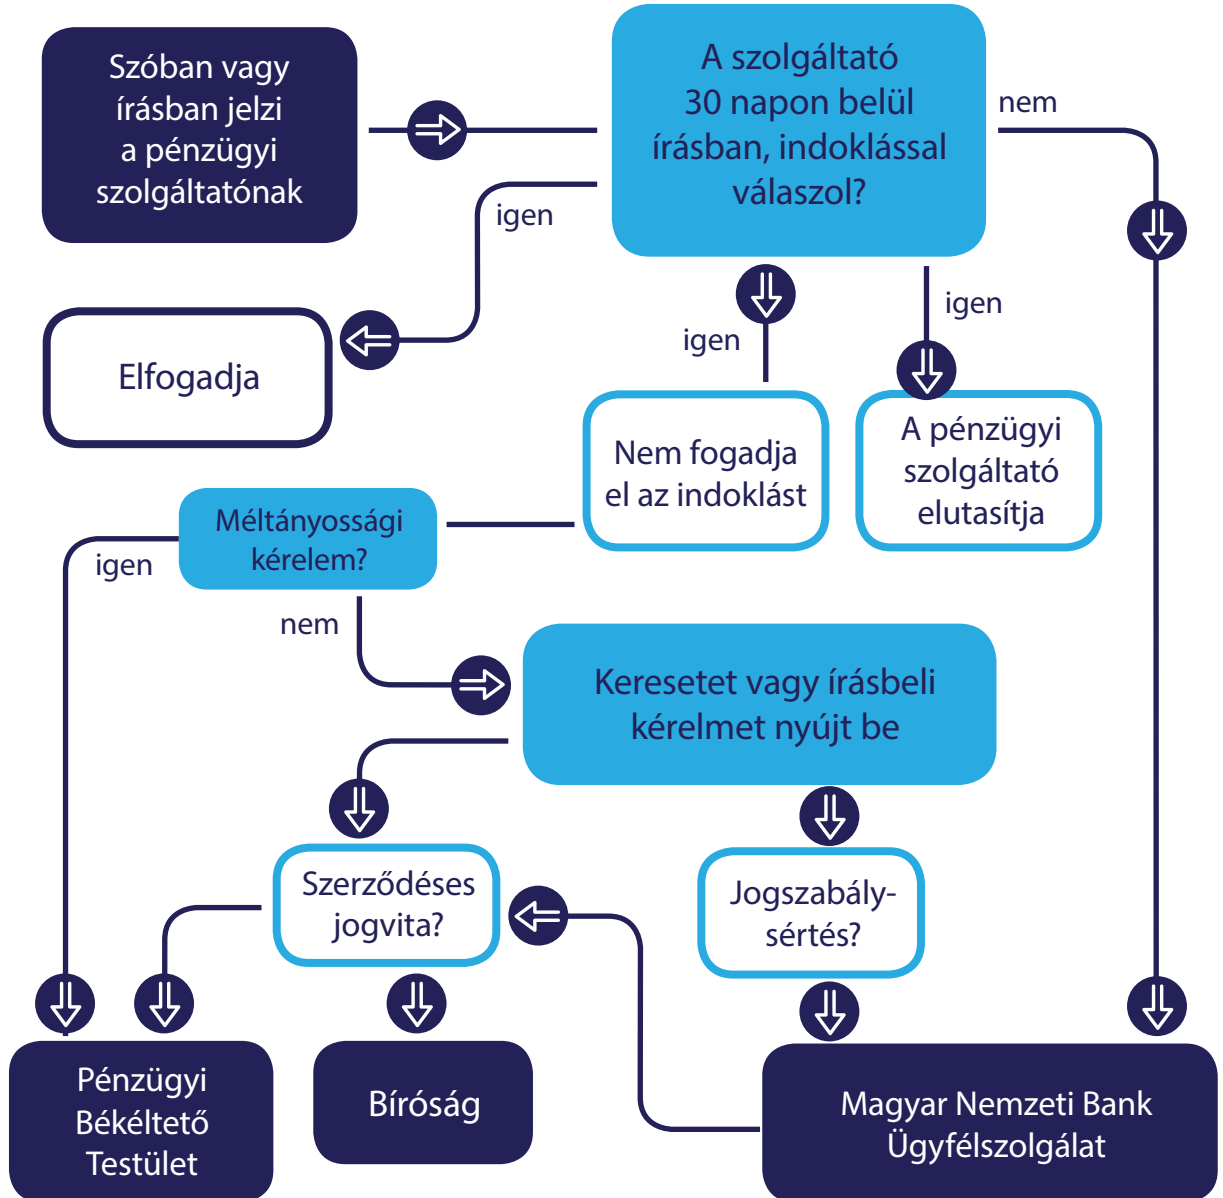 Szóban vagy
írásban jelzi
a pénzügyi
szolgáltatónak
A szolgáltató
30 napon belül
írásban, indoklással
válaszol?
nem
igen
igen
igen
Elfogadja
Nem fogadja
el az indoklást
A pénzügyi
szolgáltató
elutasítja
Méltányossági
kérelem?
igen
nem
Keresetet vagy írásbeli
kérelmet nyújt be
Szerződéses
jogvita?
Jogszabály-
sértés?
Pénzügyi
Békéltető
Testület
Bíróság
Magyar Nemzeti Bank
Ügyfélszolgálat